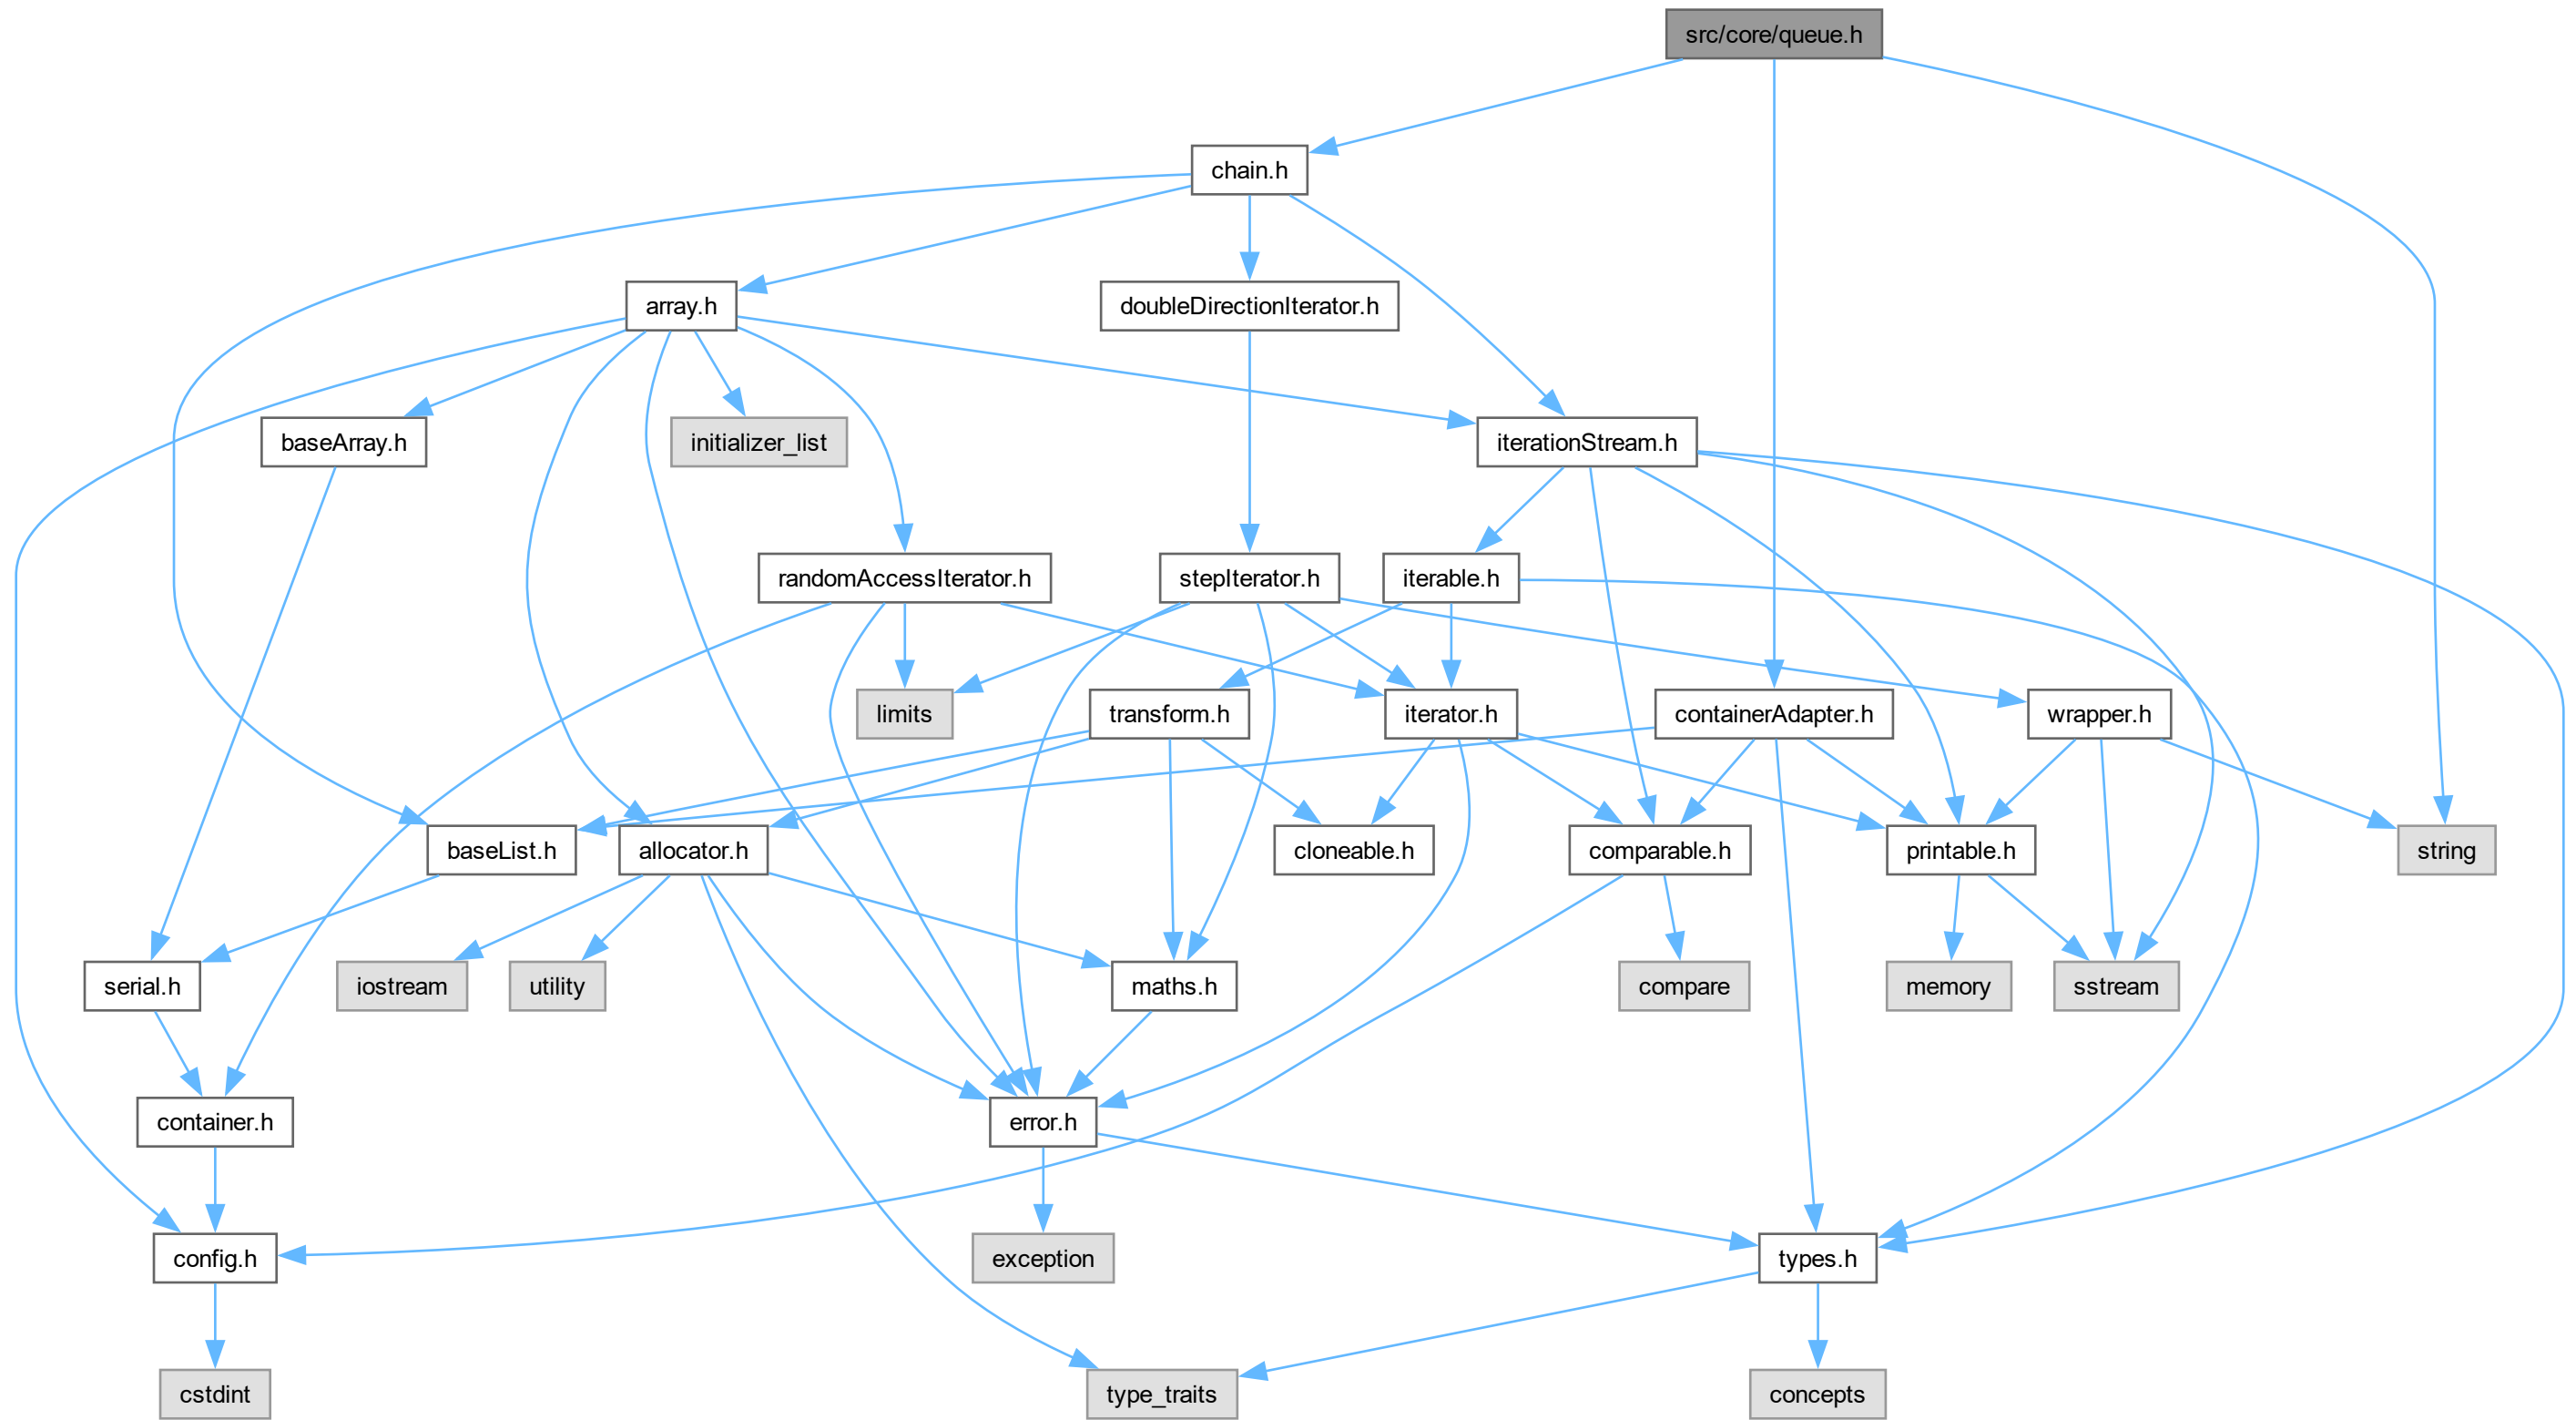 src/core/queue.h
chain.h
array.h
doubleDirectionIterator.h
baseArray.h
initializer_list
iterationStream.h
randomAccessIterator.h
stepIterator.h
iterable.h
limits
transform.h
iterator.h
containerAdapter.h
wrapper.h
baseList.h
allocator.h
cloneable.h
comparable.h
printable.h
string
serial.h
iostream
utility
maths.h
compare
memory
sstream
container.h
error.h
config.h
exception
types.h
cstdint
type_traits
concepts